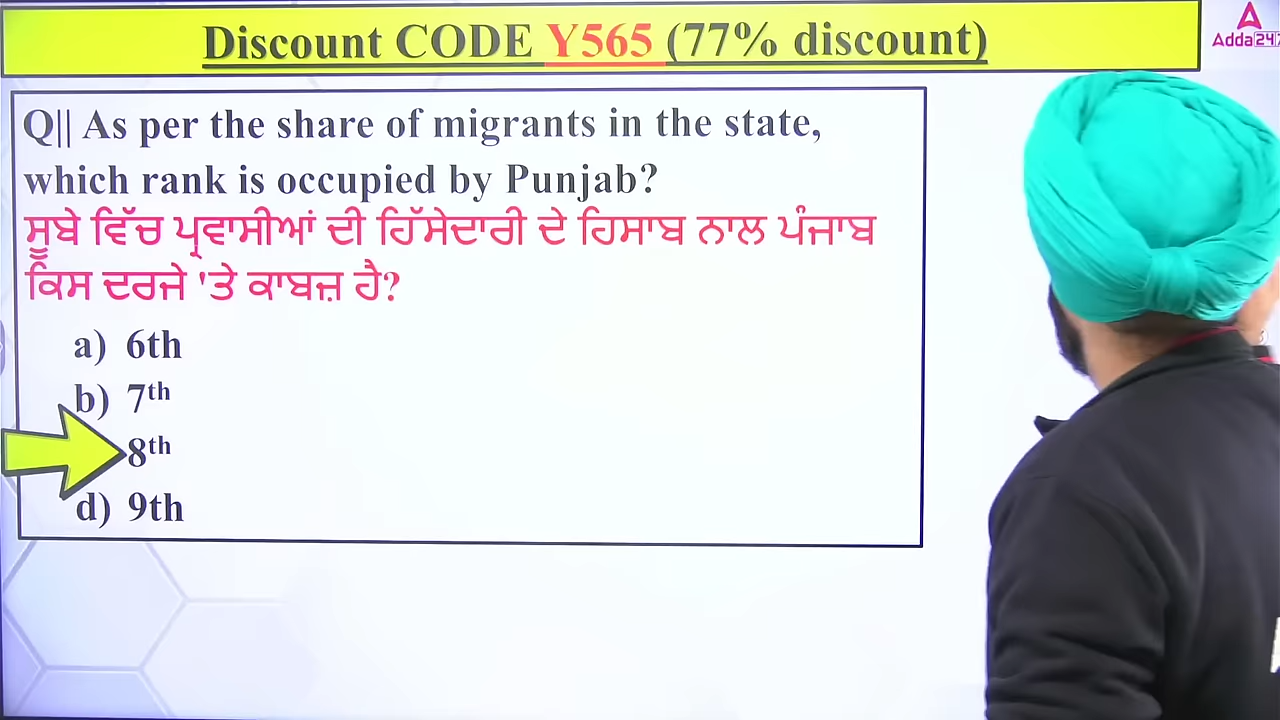 Discount CODE Y565 (77% discount)
Adda247
Q|| As per the share of migrants in the state,
which rank is occupied by Punjab?
ਸੂਬੇ ਵਿੱਚ ਪ੍ਰਵਾਸੀਆਂ ਦੀ ਹਿੱਸੇਦਾਰੀ ਦੇ ਹਿਸਾਬ ਨਾਲ ਪੰਜਾਬ
ਕਿਸ ਦਰਜੇ 'ਤੇ ਕਾਬਜ਼ ਹੈ?
a) 6th
b) 7th
8th
d) 9th